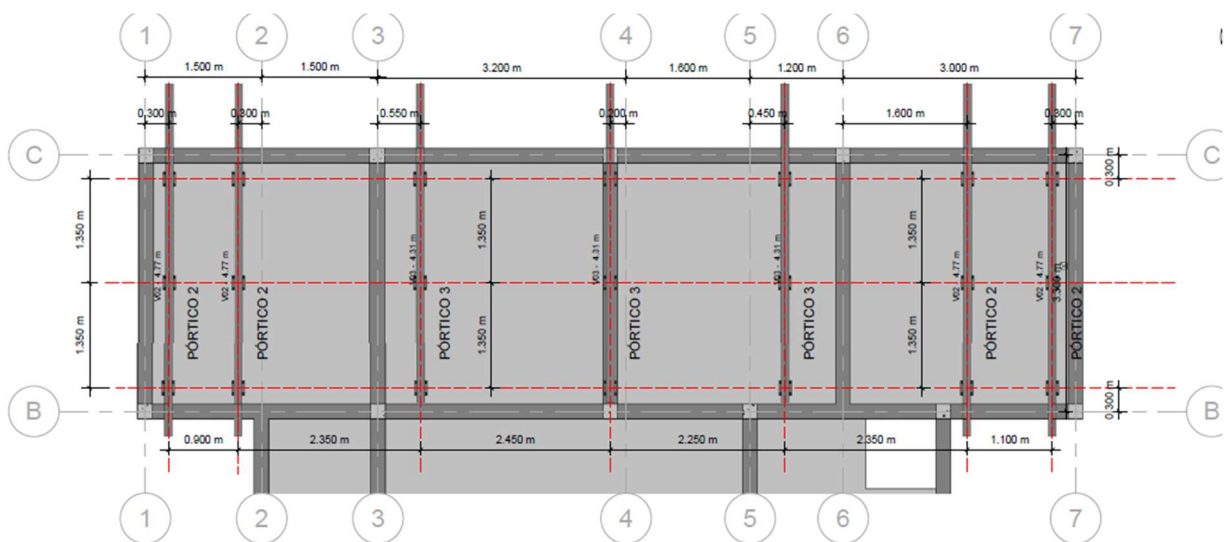 1 2 3 4 5 6 7
1.500 m 1.500 m 3.200 m 1.600 m 1.200 m 3.000 m
0.300 m 0.300 m 0.550 m 0.200 m 0.450 m 1.600 m 0.300 m
C C
0.300 m
1.350 m 1.350 m 1.350 m
V02 - 4.77 m V02 - 4.77 m V03 - 4.31 m V03 - 4.31 m V03 - 4.31 m V02 - 4.77 m V02 - 4.77 m
3.300 m
PÓRTICO 2 PÓRTICO 2 PÓRTICO 3 PÓRTICO 3 PÓRTICO 3 PÓRTICO 2 PÓRTICO 2
1.350 m 1.350 m 1.350 m
0.300 m
B B
0.900 m 2.350 m 2.450 m 2.250 m 2.350 m 1.100 m
1 2 3 4 5 6 7